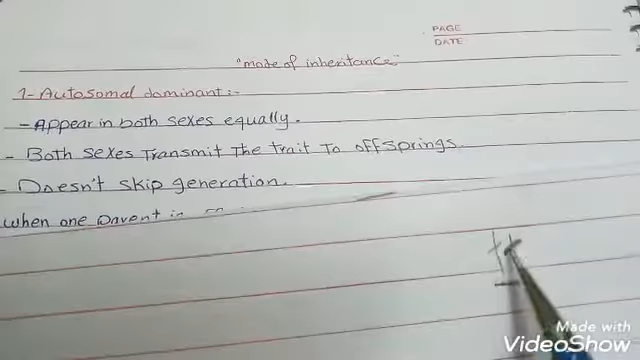 PAGE
DATE
"mode of inheritance"
1- Autosomal dominant:-
- Appear in both sexes equally.
- Both sexes Transmit The trait To offsprings.
- Doesn't skip generation.
when one Parent is
Made with
VideoShow